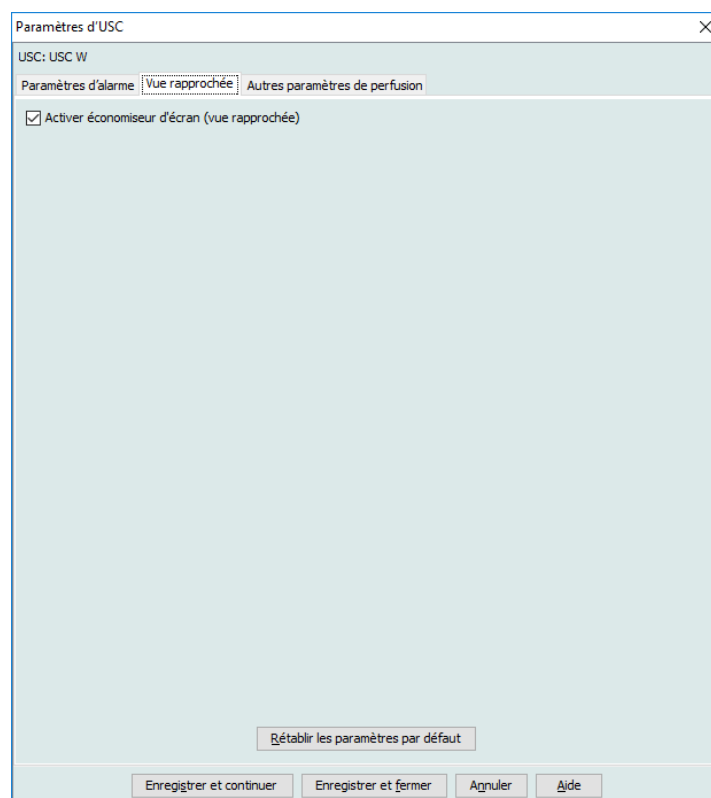 Paramètres d’USC
USC: USC W
Paramètres d’alarme Vue rapprochée Autres paramètres de perfusion
Activer économiseur d'écran (vue rapprochée)
Rétablir les paramètres par défaut
Enregistrer et continuer Enregistrer et fermer Annuler Aide